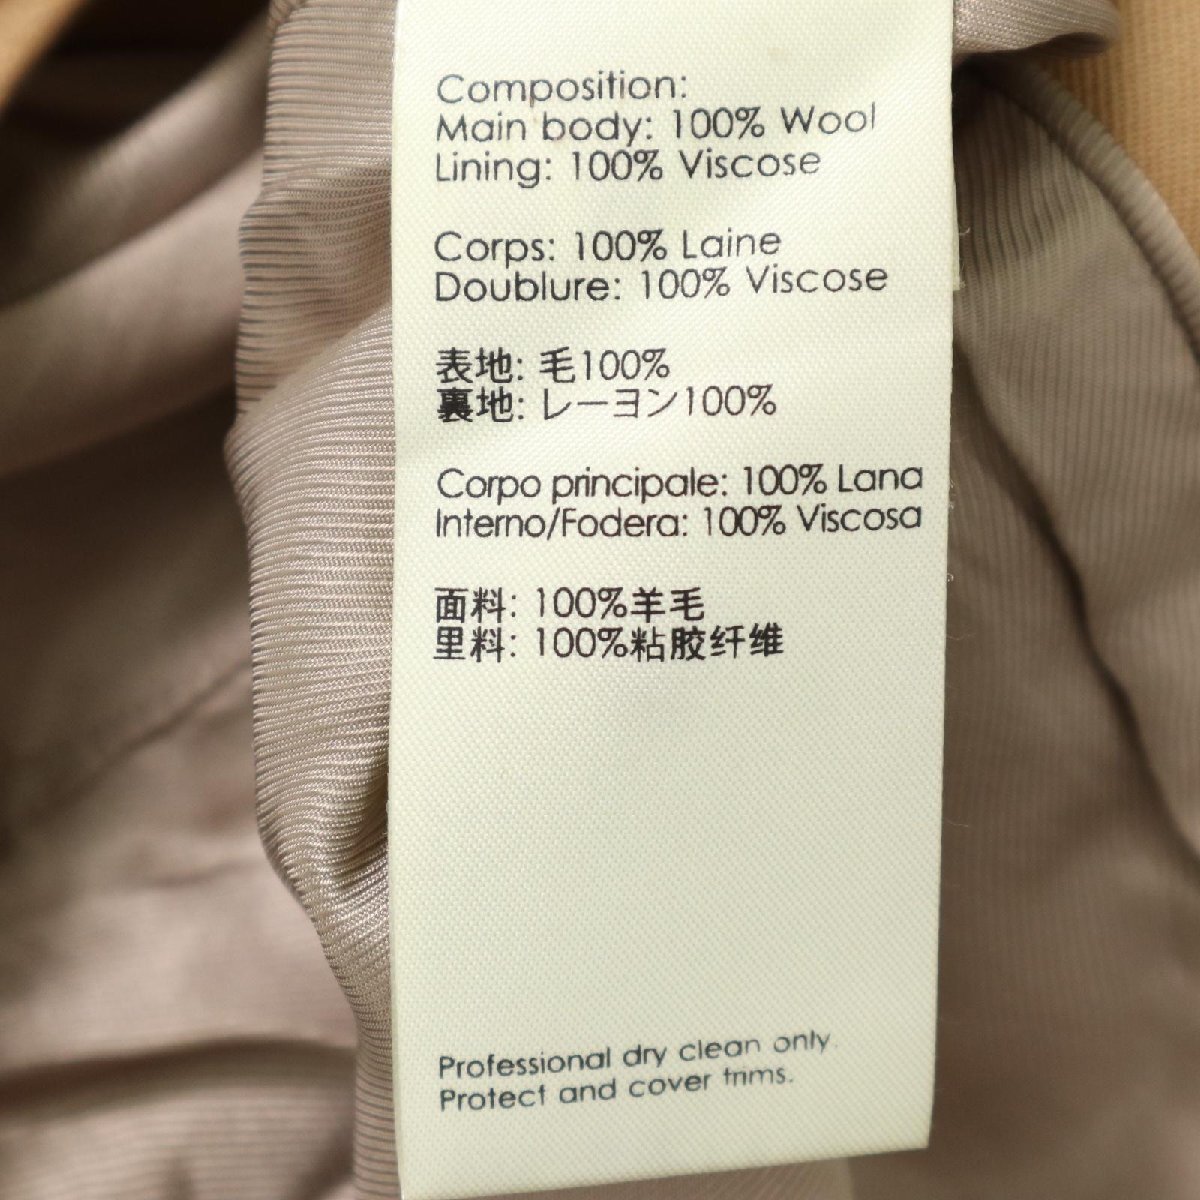 Composition:
Main body: 100% Wool
Lining: 100% Viscose
Corps: 100% Laine
Doublure: 100% Viscose
表地: 毛100%
裏地: レーヨン100%
Corpo principale: 100% Lana
Interno/Fodera: 100% Viscosa
面料: 100%羊毛
里料: 100%粘胶纤维
Professional dry clean only.
Protect and cover trims.